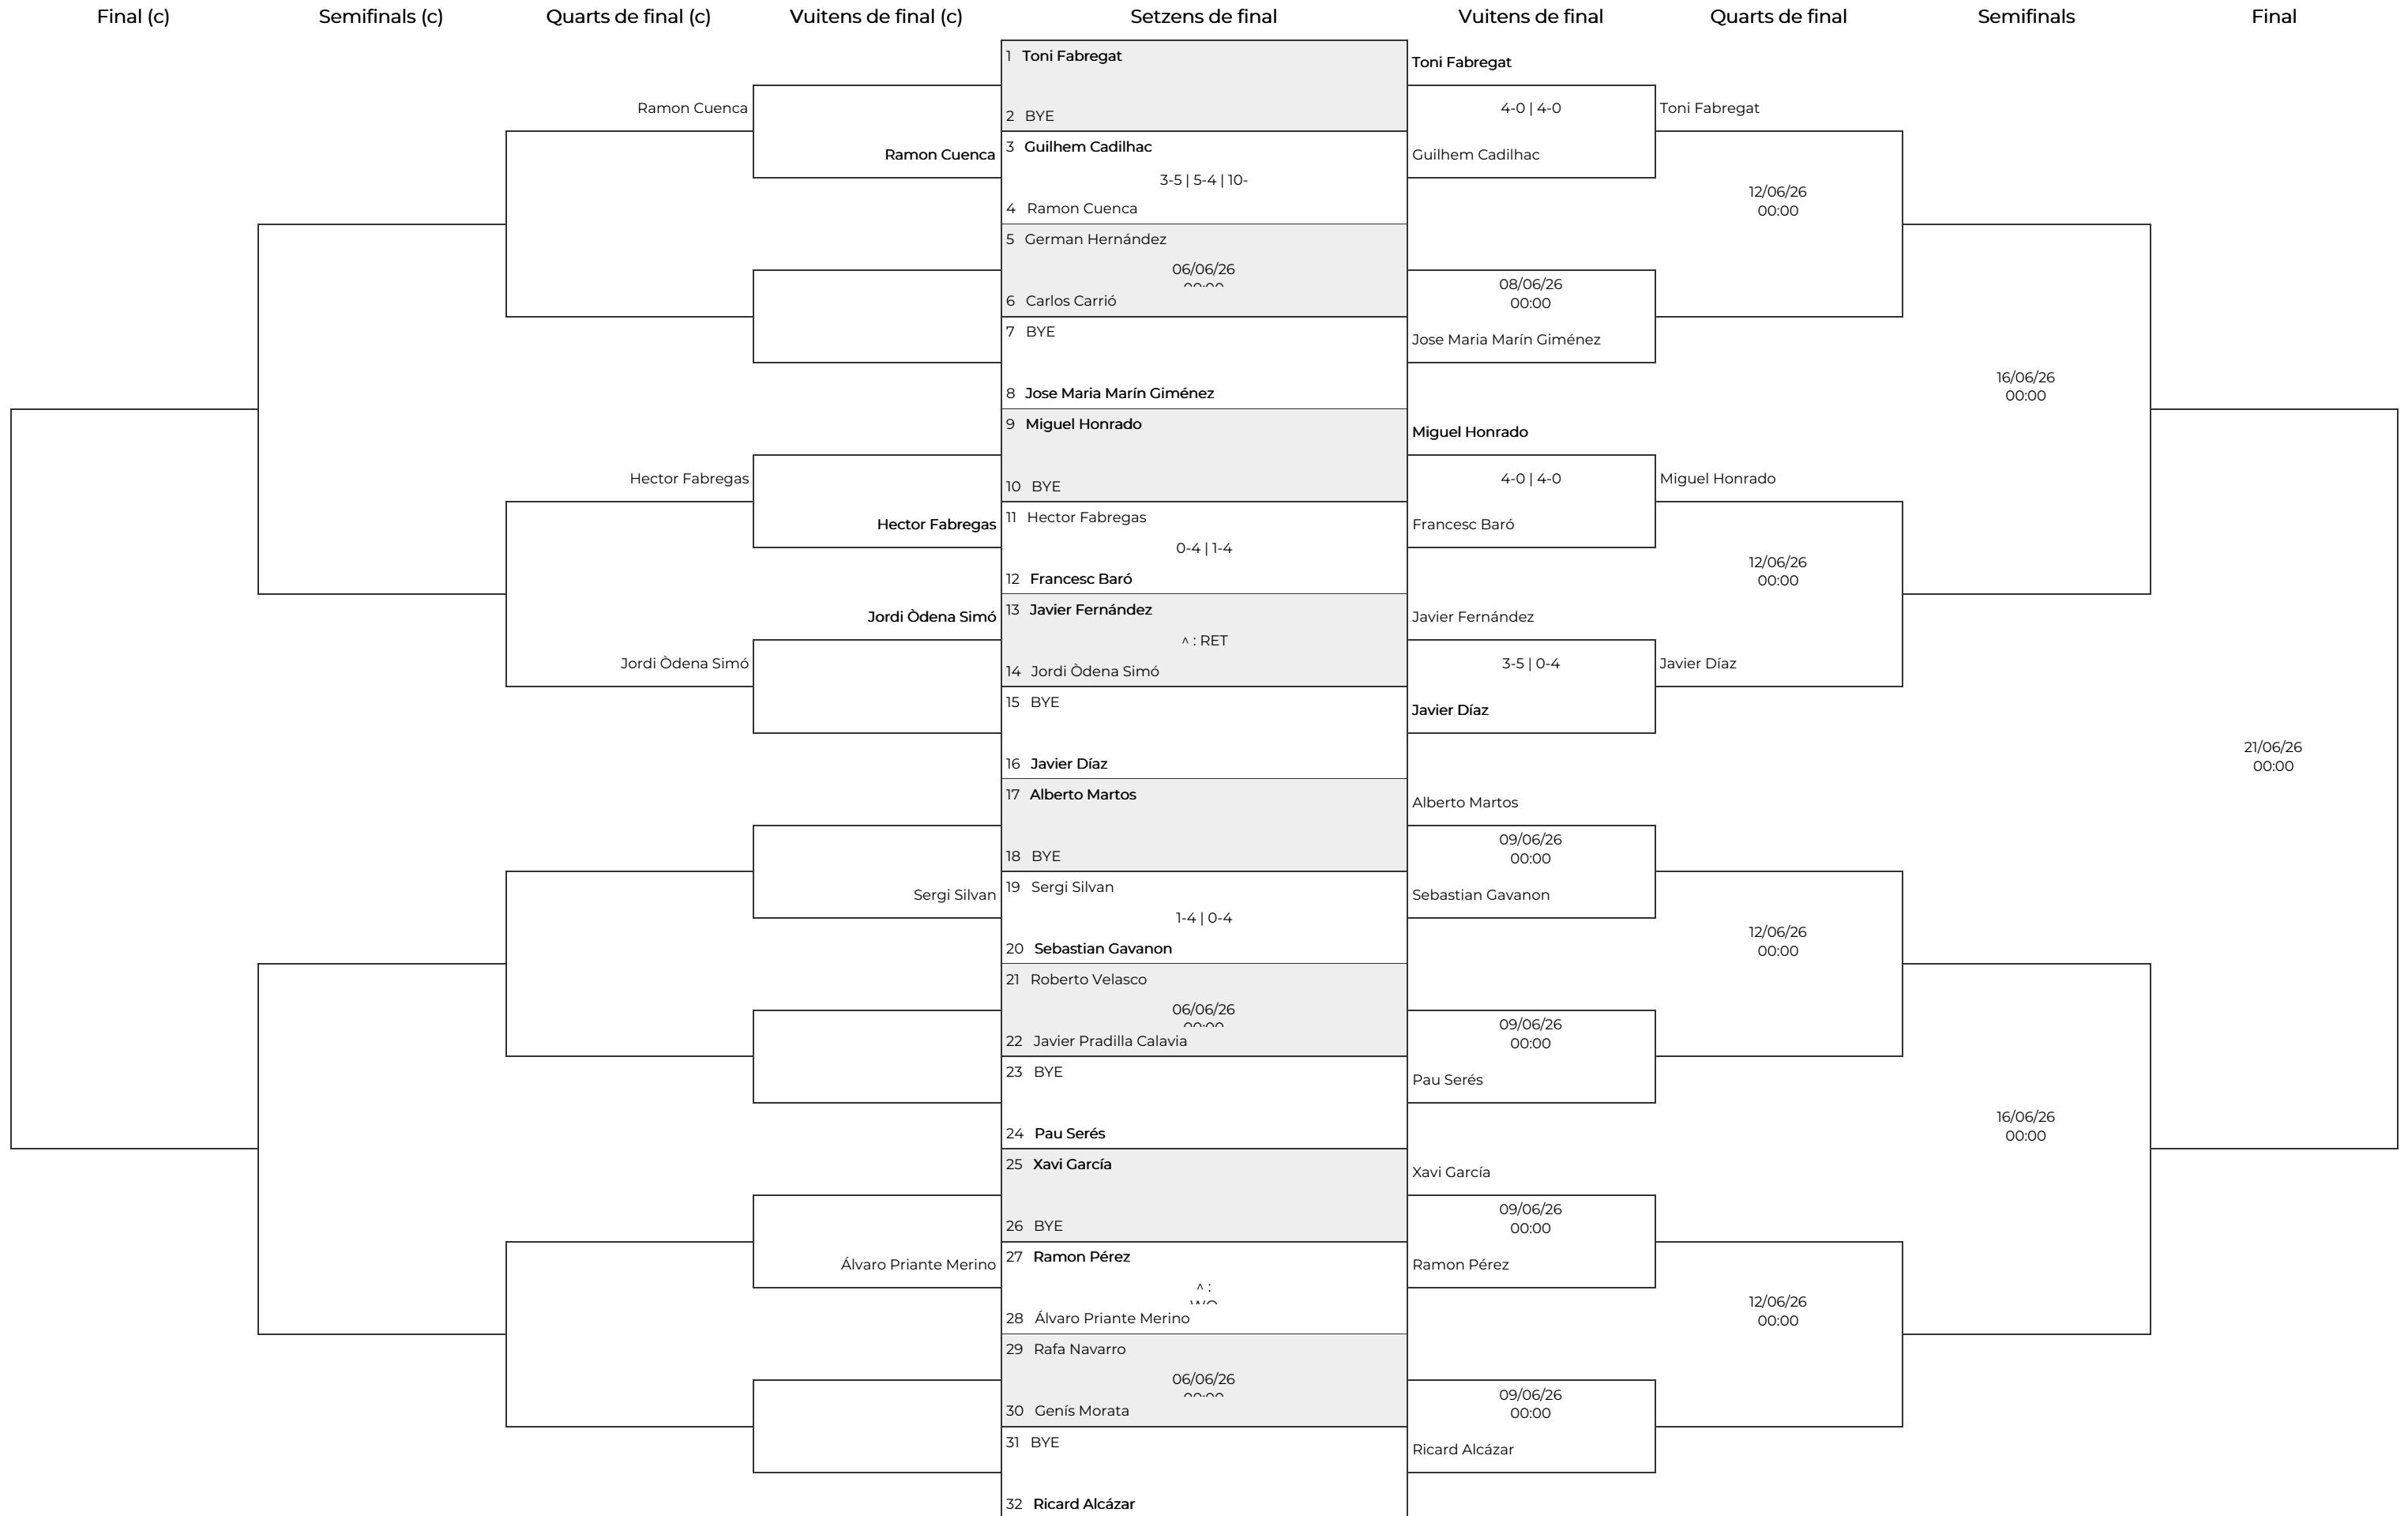 Final (c)
Semifinals (c)
Quarts de final (c)
Vuitens de final (c)
Setzens de final
Vuitens de final
Quarts de final
Semifinals
Final
Ramon Cuenca
Hector Fabregas
Jordi Òdena Simó
Ramon Cuenca
Hector Fabregas
Jordi Òdena Simó
Sergi Silvan
Álvaro Priante Merino
1 Toni Fabregat
2 BYE
3 Guilhem Cadilhac
3-5 | 5-4 | 10-
4 Ramon Cuenca
5 German Hernández
06/06/26
00:00
6 Carlos Carrió
7 BYE
8 Jose Maria Marín Giménez
9 Miguel Honrado
10 BYE
11 Hector Fabregas
0-4 | 1-4
12 Francesc Baró
13 Javier Fernández
^ : RET
14 Jordi Òdena Simó
15 BYE
16 Javier Díaz
17 Alberto Martos
18 BYE
19 Sergi Silvan
1-4 | 0-4
20 Sebastian Gavanon
21 Roberto Velasco
06/06/26
00:00
22 Javier Pradilla Calavia
23 BYE
24 Pau Serés
25 Xavi García
26 BYE
27 Ramon Pérez
^ :
WO
28 Álvaro Priante Merino
29 Rafa Navarro
06/06/26
00:00
30 Genís Morata
31 BYE
32 Ricard Alcázar
Toni Fabregat
4-0 | 4-0
Guilhem Cadilhac
08/06/26
00:00
Jose Maria Marín Giménez
Miguel Honrado
4-0 | 4-0
Francesc Baró
Javier Fernández
3-5 | 0-4
Javier Díaz
Alberto Martos
09/06/26
00:00
Sebastian Gavanon
09/06/26
00:00
Pau Serés
Xavi García
09/06/26
00:00
Ramon Pérez
09/06/26
00:00
Ricard Alcázar
Toni Fabregat
12/06/26
00:00
Miguel Honrado
12/06/26
00:00
Javier Díaz
12/06/26
00:00
12/06/26
00:00
16/06/26
00:00
16/06/26
00:00
21/06/26
00:00